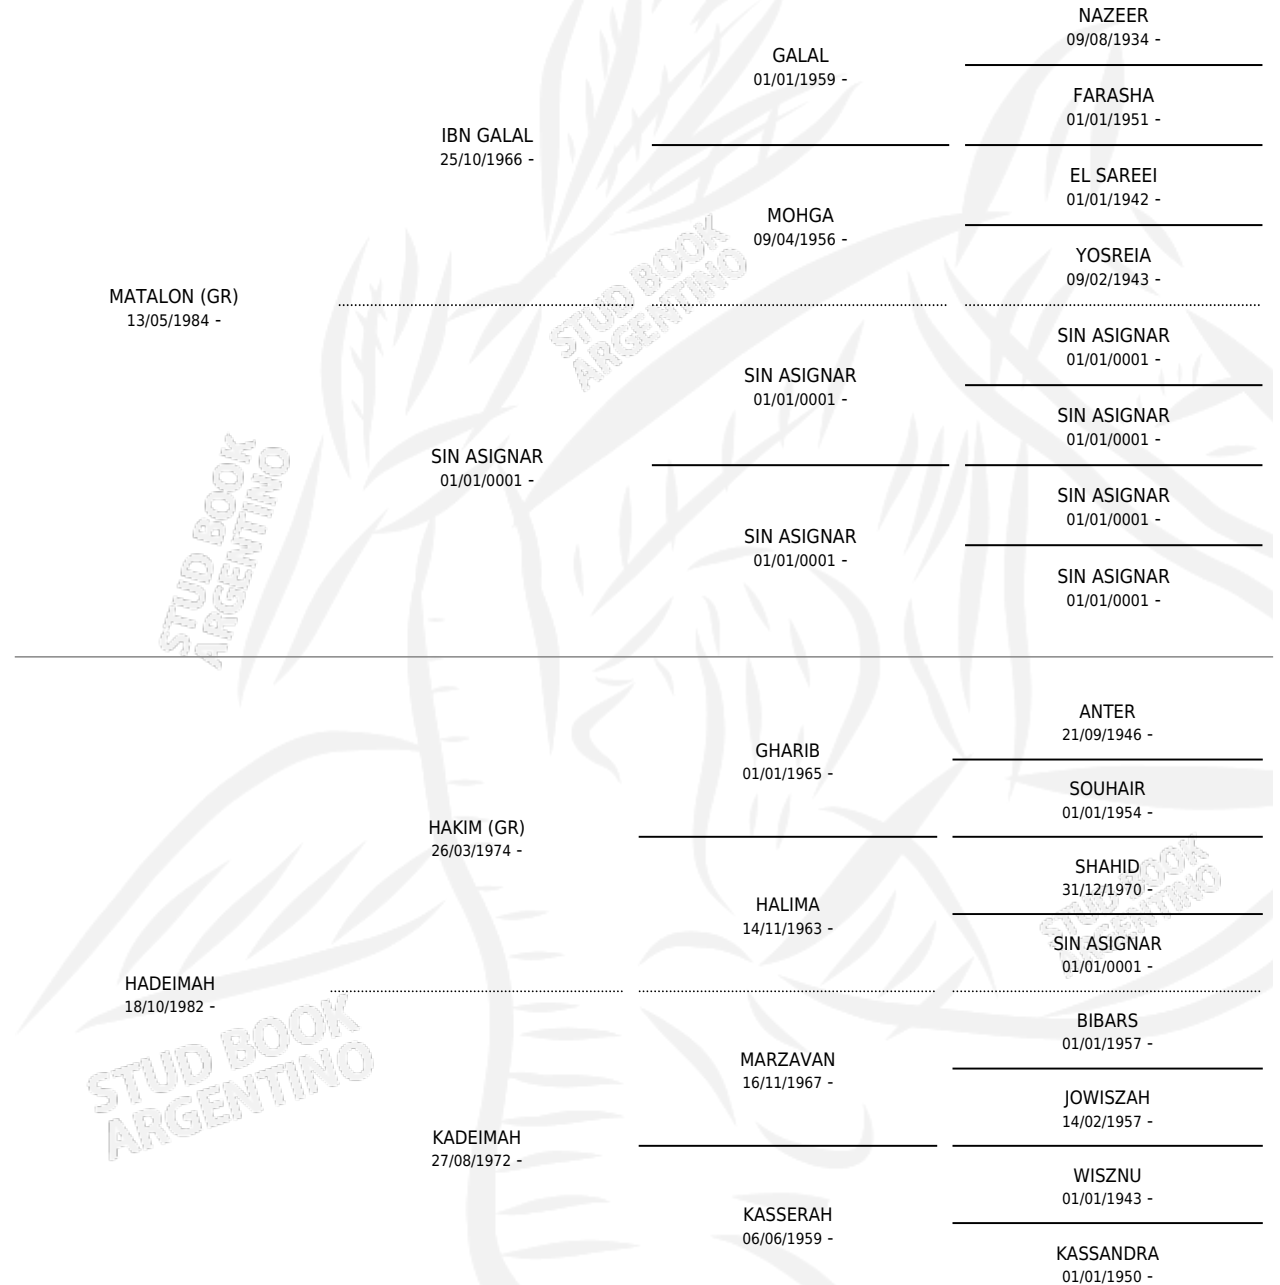 NAZEER
09/08/1934 -
GALAL
01/01/1959 -
FARASHA
01/01/1951 -
IBN GALAL
25/10/1966 -
EL SAREEI
01/01/1942 -
MOHGA
09/04/1956 -
YOSREIA
09/02/1943 -
MATALON (GR)
13/05/1984 -
SIN ASIGNAR
01/01/0001 -
SIN ASIGNAR
01/01/0001 -
SIN ASIGNAR
01/01/0001 -
SIN ASIGNAR
01/01/0001 -
SIN ASIGNAR
01/01/0001 -
SIN ASIGNAR
01/01/0001 -
SIN ASIGNAR
01/01/0001 -
STUD BOOK
ARGENTINO
STUD BOOK
ARGENTINO
ANTER
21/09/1946 -
GHARIB
01/01/1965 -
SOUHAIR
01/01/1954 -
HAKIM (GR)
26/03/1974 -
SHAHID
31/12/1970 -
HALIMA
14/11/1963 -
SIN ASIGNAR
01/01/0001 -
HADEIMAH
18/10/1982 -
BIBARS
01/01/1957 -
MARZAVAN
16/11/1967 -
JOWISZAH
14/02/1957 -
KADEIMAH
27/08/1972 -
WISZNU
01/01/1943 -
KASSERAH
06/06/1959 -
KASSANDRA
01/01/1950 -
STUD BOOK
ARGENTINO
STUD BOOK
ARGENTINO